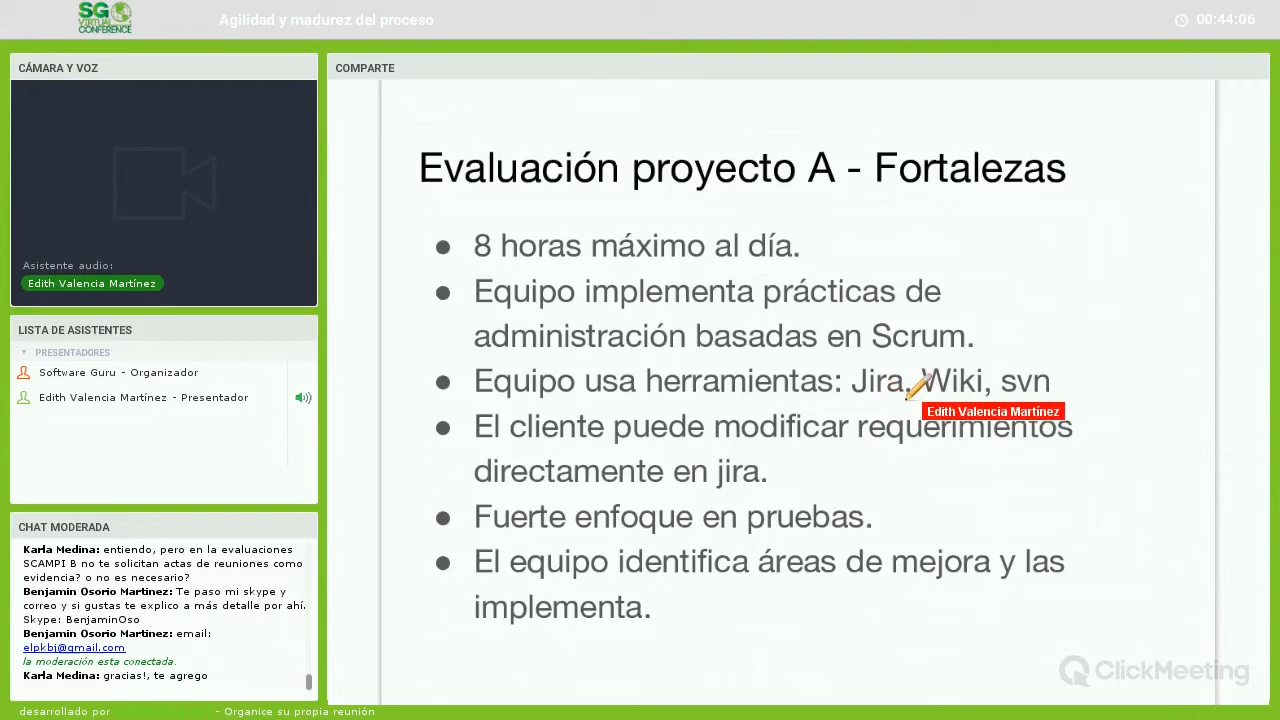 SG
VIRTUAL
CONFERENCE
Agilidad y madurez del proceso
00:44:06
CÁMARA Y VOZ
Asistente audio:
Edith Valencia Martínez
LISTA DE ASISTENTES
PRESENTADORES
Software Guru - Organizador
Edith Valencia Martínez - Presentador
CHAT MODERADA
Karla Medina: entiendo, pero en la evaluaciones
SCAMPI B no te solicitan actas de reuniones como
evidencia? o no es necesario?
Benjamin Osorio Martinez: Te paso mi skype y
correo y si gustas te explico a más detalle por ahí.
Skype: BenjaminOso
Benjamin Osorio Martinez: email:
elpkbj@gmail.com
la moderación esta conectada.
Karla Medina: gracias!, te agrego
desarrollado por
- Organice su propia reunión
COMPARTE
Evaluación proyecto A - Fortalezas
● 8 horas máximo al día.
● Equipo implementa prácticas de
administración basadas en Scrum.
● Equipo usa herramientas: Jira, Wiki, svn
Edith Valencia Martínez
● El cliente puede modificar requerimientos
directamente en jira.
● Fuerte enfoque en pruebas.
● El equipo identifica áreas de mejora y las
implementa.
ClickMeeting